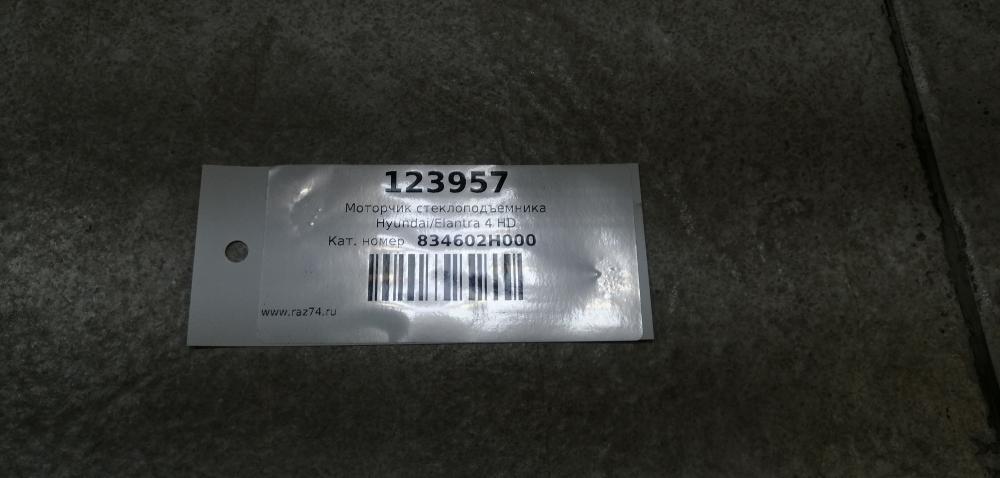 123957
Моторчик стеклоподъемника
Hyundai/Elantra 4 HD
Кат. номер 834602H000
www.raz74.ru